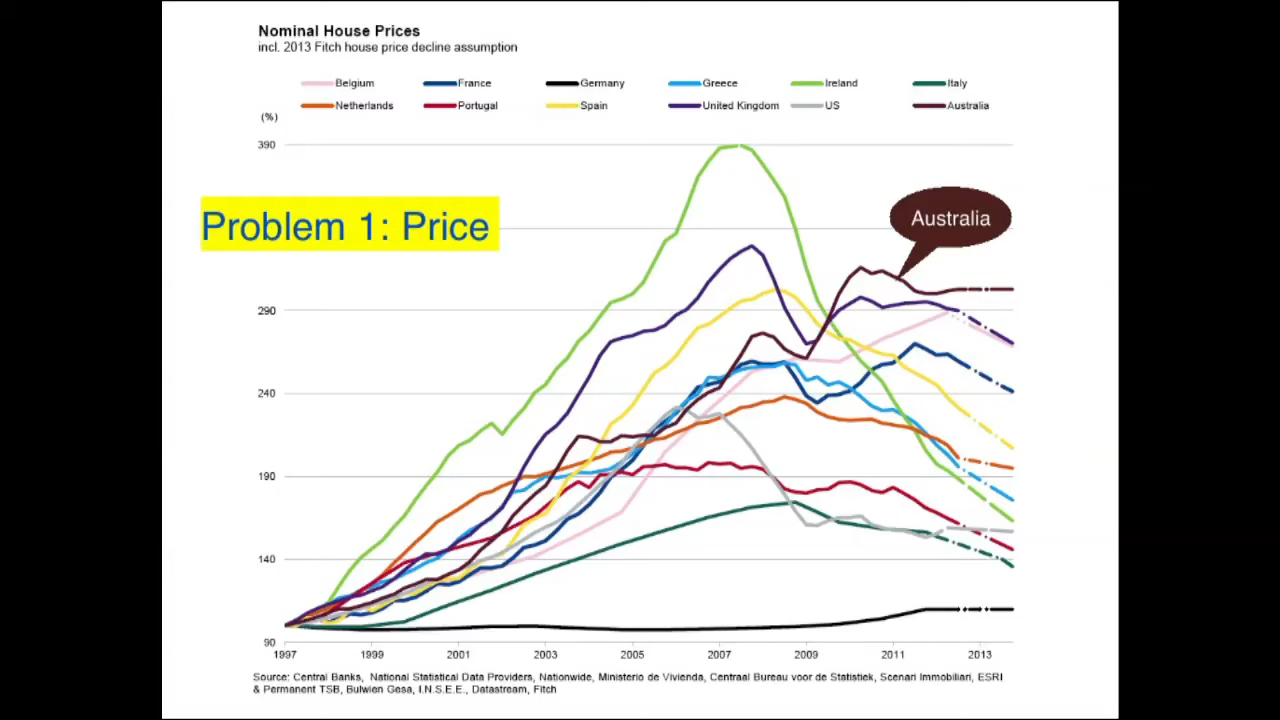 Nominal House Prices
incl. 2013 Fitch house price decline assumption
Belgium France Germany Greece Ireland Italy
Netherlands Portugal Spain United Kingdom US Australia
(%)
390
Problem 1: Price
Australia
290
240
190
140
90
1997 1999 2001 2003 2005 2007 2009 2011 2013
Source: Central Banks, National Statistical Data Providers, Nationwide, Ministerio de Vivienda, Centraal Bureau voor de Statistiek, Scenari Immobiliari, ESRI
& Permanent TSB, Bulwien Gesa, I.N.S.E.E., Datastream, Fitch